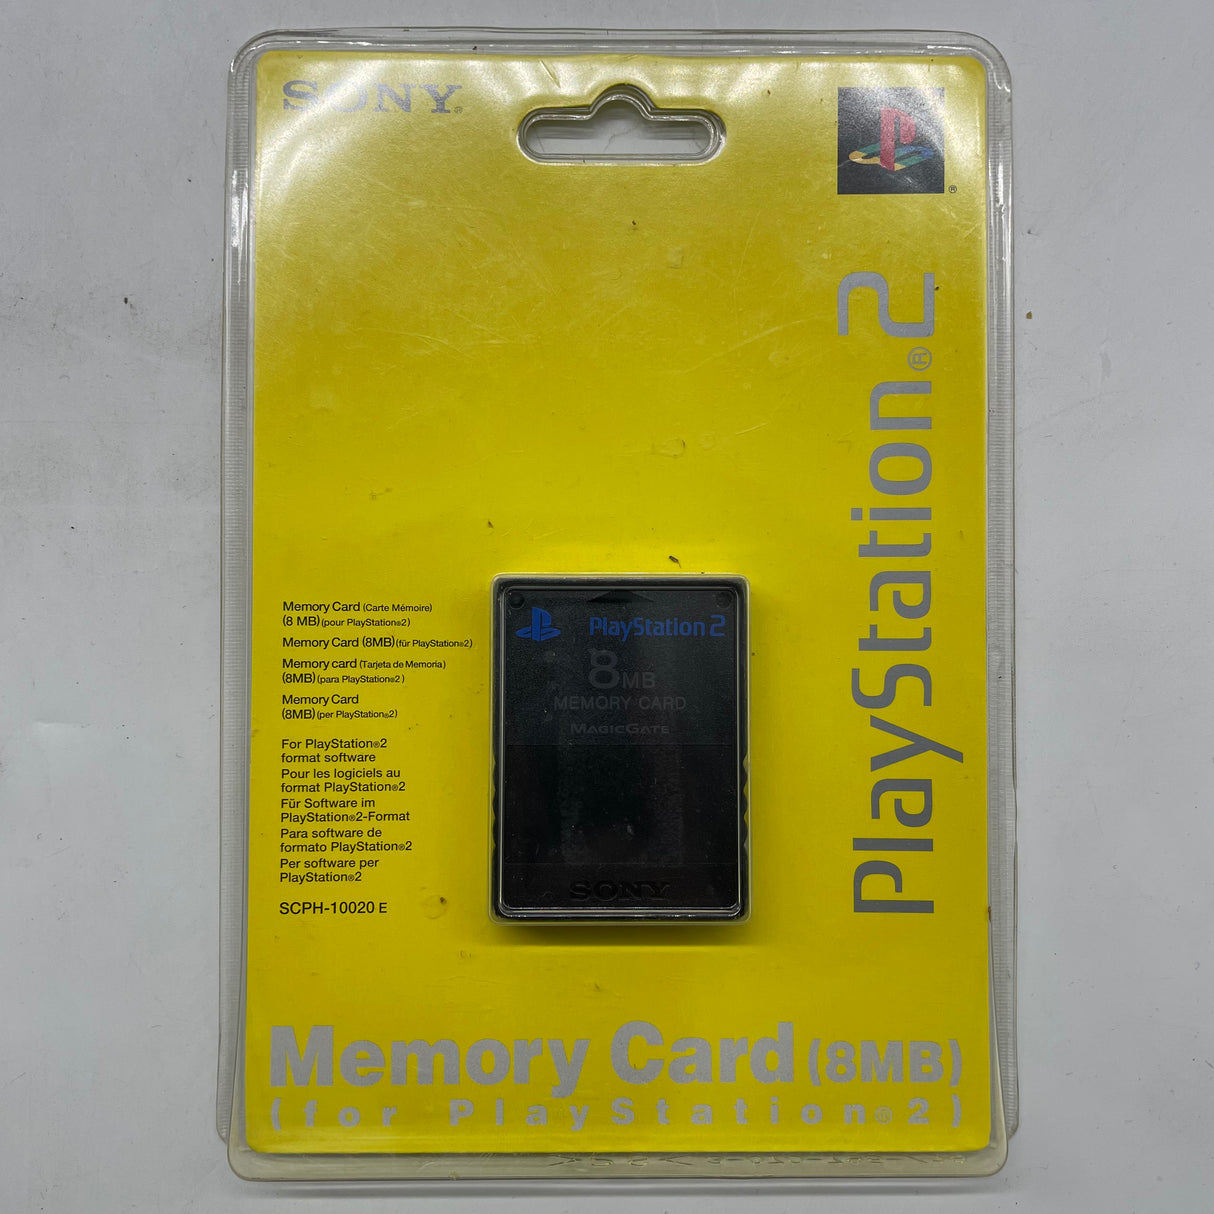 SONY®
®
PlayStation®2
Memory Card (Carte Mémoire)
(8 MB) (pour PlayStation®2)
Memory Card (8MB) (für PlayStation®2)
Memory card (Tarjeta de Memoria)
(8MB) (para PlayStation®2)
Memory Card
(8MB) (per PlayStation®2)
For PlayStation®2
format software
Pour les logiciels au
format PlayStation®2
Für Software im
PlayStation®2-Format
Para software de
formato PlayStation®2
Per software per
PlayStation®2
SCPH-10020 E
PlayStation 2
8MB
MEMORY CARD
MAGICGATE
SONY
Memory Card (8MB)
(for PlayStation®2)